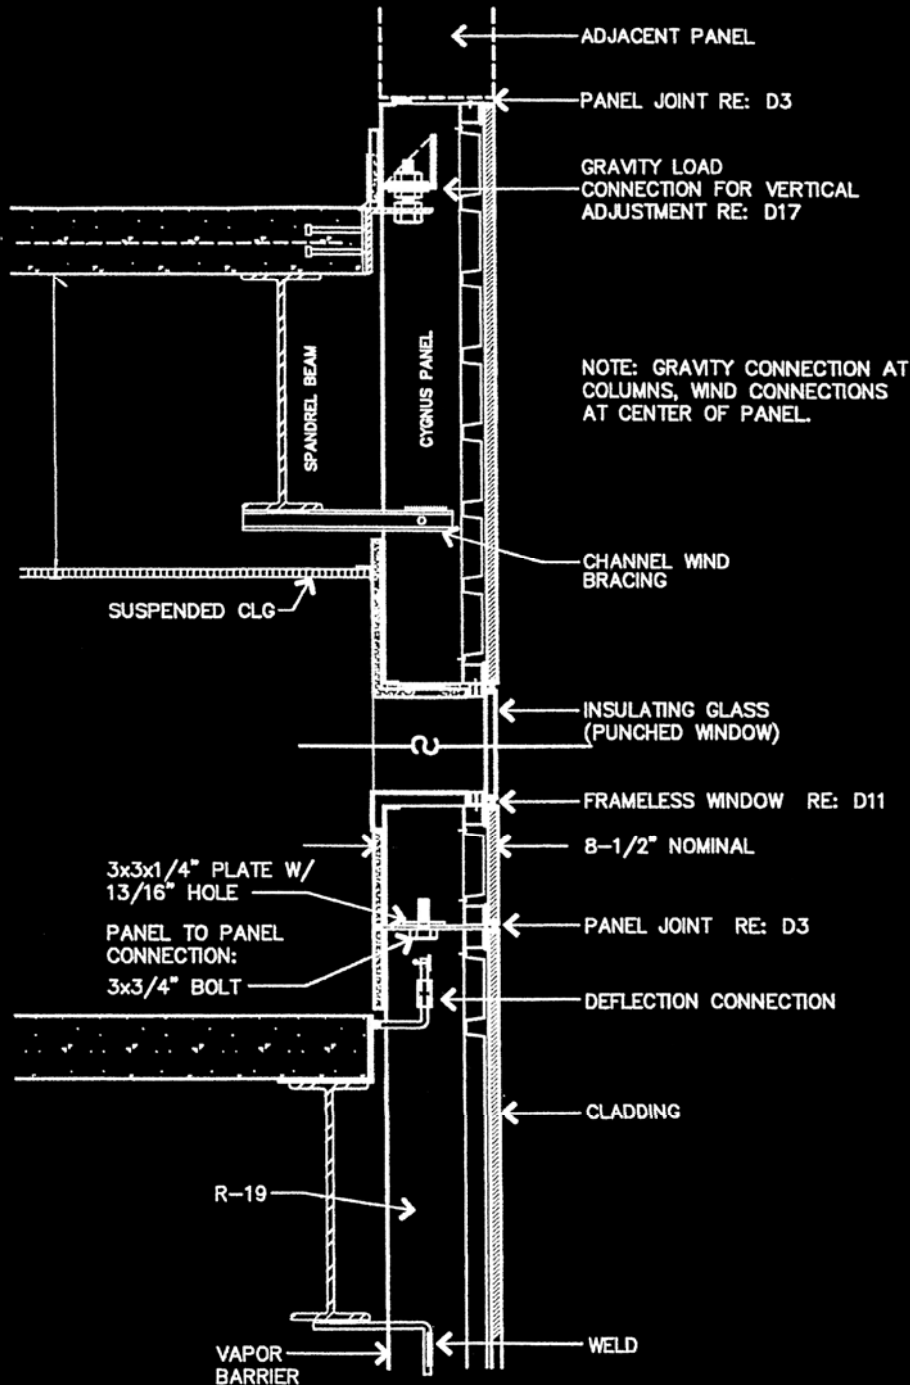 ADJACENT PANEL
PANEL JOINT RE: D3
GRAVITY LOAD
CONNECTION FOR VERTICAL
ADJUSTMENT RE: D17
SPANDREL BEAM
CYGNUS PANEL
NOTE: GRAVITY CONNECTION AT
COLUMNS, WIND CONNECTIONS
AT CENTER OF PANEL.
CHANNEL WIND
BRACING
SUSPENDED CLG
INSULATING GLASS
(PUNCHED WINDOW)
FRAMELESS WINDOW RE: D11
8-1/2" NOMINAL
3x3x1/4" PLATE W/
13/16" HOLE
PANEL TO PANEL
CONNECTION:
3x3/4" BOLT
PANEL JOINT RE: D3
DEFLECTION CONNECTION
CLADDING
R-19
WELD
VAPOR
BARRIER